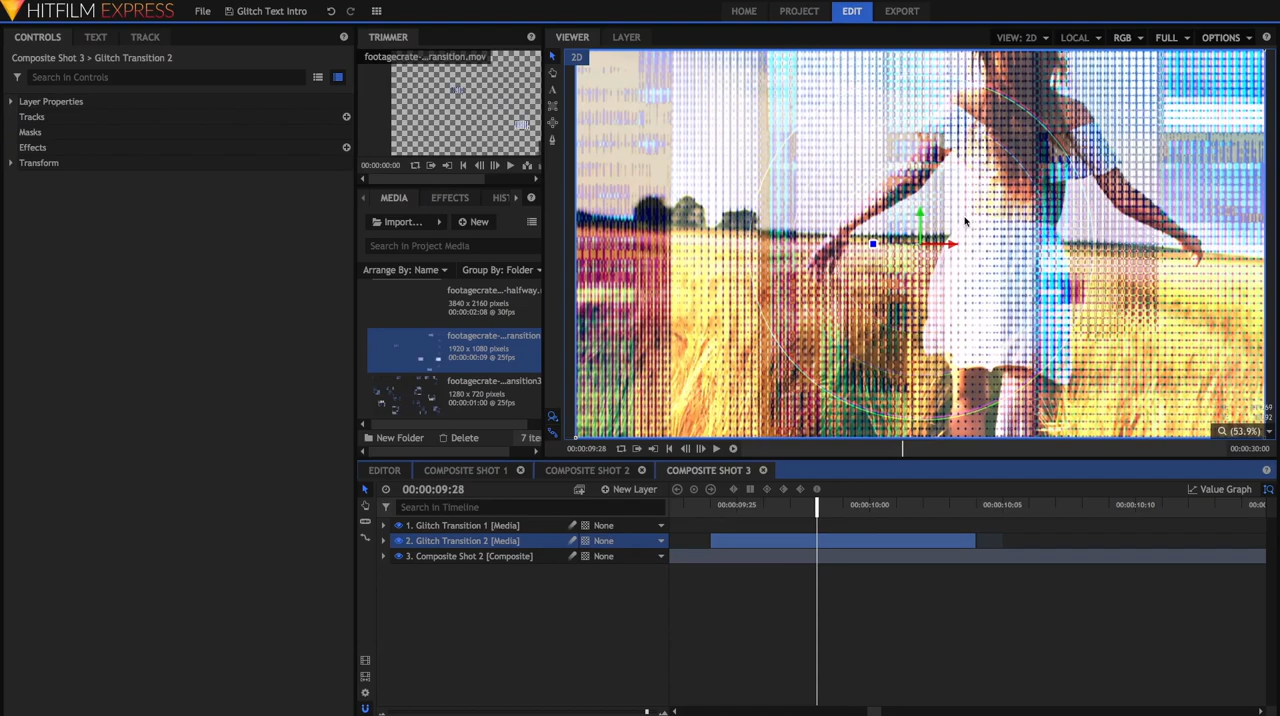 HITFILM EXPRESS File Glitch Text Intro HOME PROJECT EDIT EXPORT
CONTROLS TEXT TRACK
Composite Shot 3 > Glitch Transition 2
Search in Controls
Layer Properties
Tracks
Masks
Effects
Transform
TRIMMER
footagecrate-...ransition.mov
00:00:00:00
MEDIA EFFECTS HIS
Import... New
Search in Project Media
Arrange By: Name Group By: Folder
footagecrate-...-halfway.
3840 x 2160 pixels
00:00:02:08 @ 30fps
footagecrate-...ransition
1920 x 1080 pixels
00:00:00:09 @ 25fps
footagecrate-...ansition3
1280 x 720 pixels
00:00:01:00 @ 25fps
New Folder Delete 7 Ite
VIEWER LAYER VIEW: 2D LOCAL RGB FULL OPTIONS
2D
(53.9%)
00:00:09:28 00:00:30:00
EDITOR COMPOSITE SHOT 1 COMPOSITE SHOT 2 COMPOSITE SHOT 3
00:00:09:28 New Layer Value Graph
Search in Timeline
00:00:09:25 00:00:10:00 00:00:10:05 00:00:10:10 00:00
1. Glitch Transition 1 [Media] None
2. Glitch Transition 2 [Media] None
3. Composite Shot 2 [Composite] None